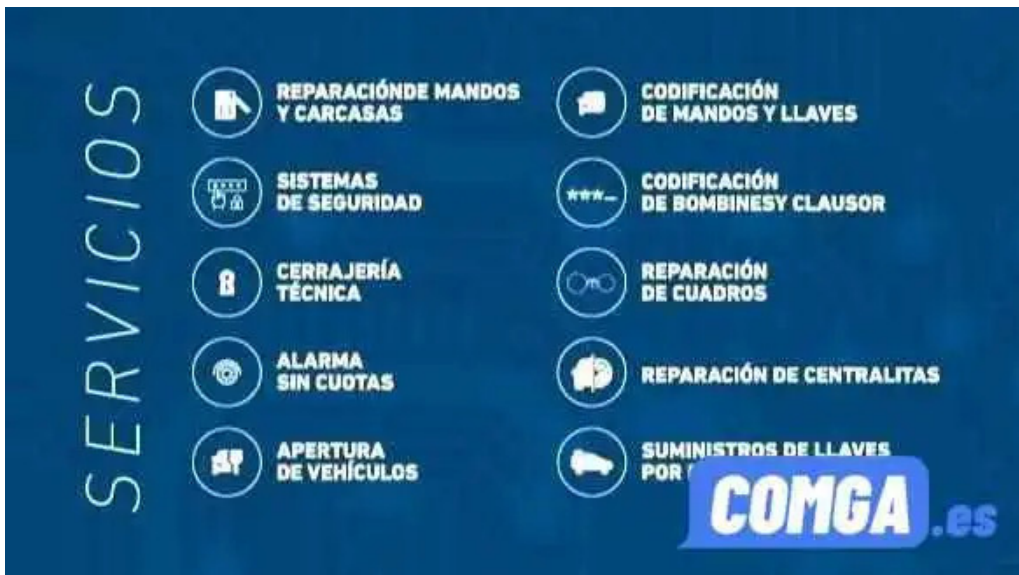 SERVICIOS
REPARACIÓNDE MANDOS
Y CARCASAS
SISTEMAS
DE SEGURIDAD
CERRAJERÍA
TÉCNICA
ALARMA
SIN CUOTAS
APERTURA
DE VEHÍCULOS
CODIFICACIÓN
DE MANDOS Y LLAVES
***_
CODIFICACIÓN
DE BOMBINESY CLAUSOR
REPARACIÓN
DE CUADROS
REPARACIÓN DE CENTRALITAS
SUMINISTROS DE LLAVES
POR
COMGA.es